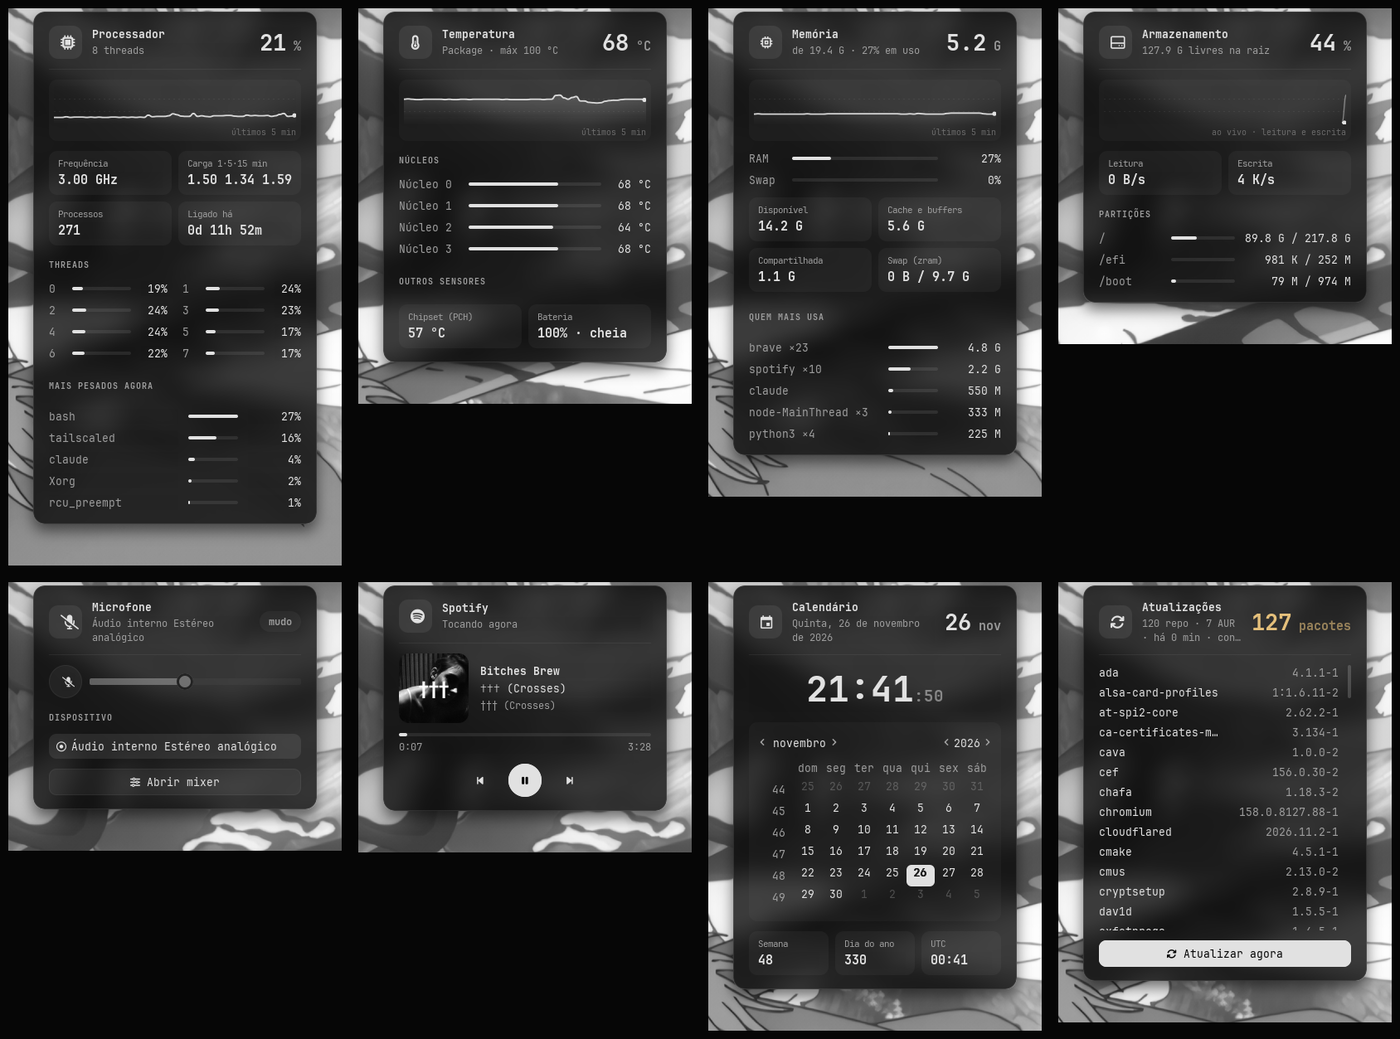 Processador
8 threads
21 %
últimos 5 min
Frequência
3.00 GHz
Carga 1·5·15 min
1.50 1.34 1.59
Processos
271
Ligado há
0d 11h 52m
THREADS
0 19% 1 24%
2 24% 3 23%
4 24% 5 17%
6 22% 7 17%
MAIS PESADOS AGORA
bash 27%
tailscaled 16%
claude 4%
Xorg 2%
rcu_preempt 1%
Temperatura
Package · máx 100 °C
68 °C
últimos 5 min
NÚCLEOS
Núcleo 0 68 °C
Núcleo 1 68 °C
Núcleo 2 64 °C
Núcleo 3 68 °C
OUTROS SENSORES
Chipset (PCH)
57 °C
Bateria
100% · cheia
Memória
de 19.4 G · 27% em uso
5.2 G
últimos 5 min
RAM 27%
Swap 0%
Disponível
14.2 G
Cache e buffers
5.6 G
Compartilhada
1.1 G
Swap (zram)
0 B / 9.7 G
QUEM MAIS USA
brave ×23 4.8 G
spotify ×10 2.2 G
claude 550 M
node-MainThread ×3 333 M
python3 ×4 225 M
Armazenamento
127.9 G livres na raiz
44 %
ao vivo · leitura e escrita
Leitura
0 B/s
Escrita
4 K/s
PARTIÇÕES
/ 89.8 G / 217.8 G
/efi 981 K / 252 M
/boot 79 M / 974 M
Microfone
Áudio interno Estéreo
analógico
mudo
DISPOSITIVO
Áudio interno Estéreo analógico
Abrir mixer
Spotify
Tocando agora
†††
Bitches Brew
††† (Crosses)
††† (Crosses)
0:07 3:28
Calendário
Quinta, 26 de novembro
de 2026
26 nov
21:41:50
‹ novembro › ‹ 2026 ›
dom seg ter qua qui sex sáb
44 25 26 27 28 29 30 31
45 1 2 3 4 5 6 7
46 8 9 10 11 12 13 14
47 15 16 17 18 19 20 21
48 22 23 24 25 26 27 28
49 29 30 1 2 3 4 5
Semana
48
Dia do ano
330
UTC
00:41
Atualizações
120 repo · 7 AUR
· há 0 min · con…
127 pacotes
ada 4.1.1-1
alsa-card-profiles 1:1.6.11-2
at-spi2-core 2.62.2-1
ca-certificates-m… 3.134-1
cava 1.0.0-2
cef 156.0.30-2
chafa 1.18.3-2
chromium 158.0.8127.88-1
cloudflared 2026.11.2-1
cmake 4.5.1-1
cmus 2.13.0-2
cryptsetup 2.8.9-1
dav1d 1.5.5-1
Atualizar agora